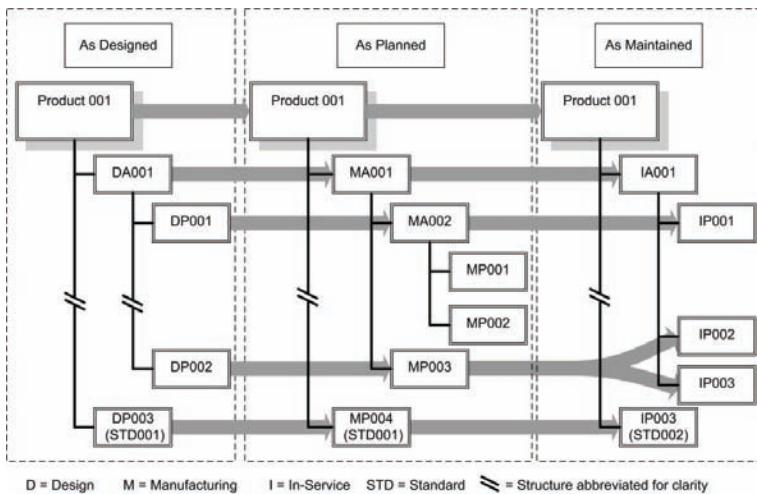 As Designed
As Planned
As Maintained
Product 001
Product 001
Product 001
DA001
MA001
IA001
DP001
MA002
IP001
MP001
MP002
IP002
DP002
MP003
IP003
DP003
(STD001)
MP004
(STD001)
IP003
(STD002)
D = Design M = Manufacturing I = In-Service STD = Standard = Structure abbreviated for clarity